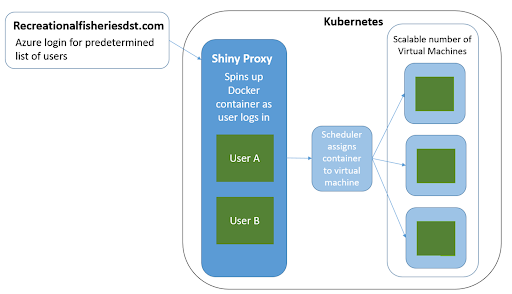 Recreationalfisheriesdst.com
Azure login for predetermined
list of users
Kubernetes
Shiny Proxy
Spins up
Docker
container as
user logs in
User A
User B
Scheduler
assigns
container
to virtual
machine
Scalable number of
Virtual Machines